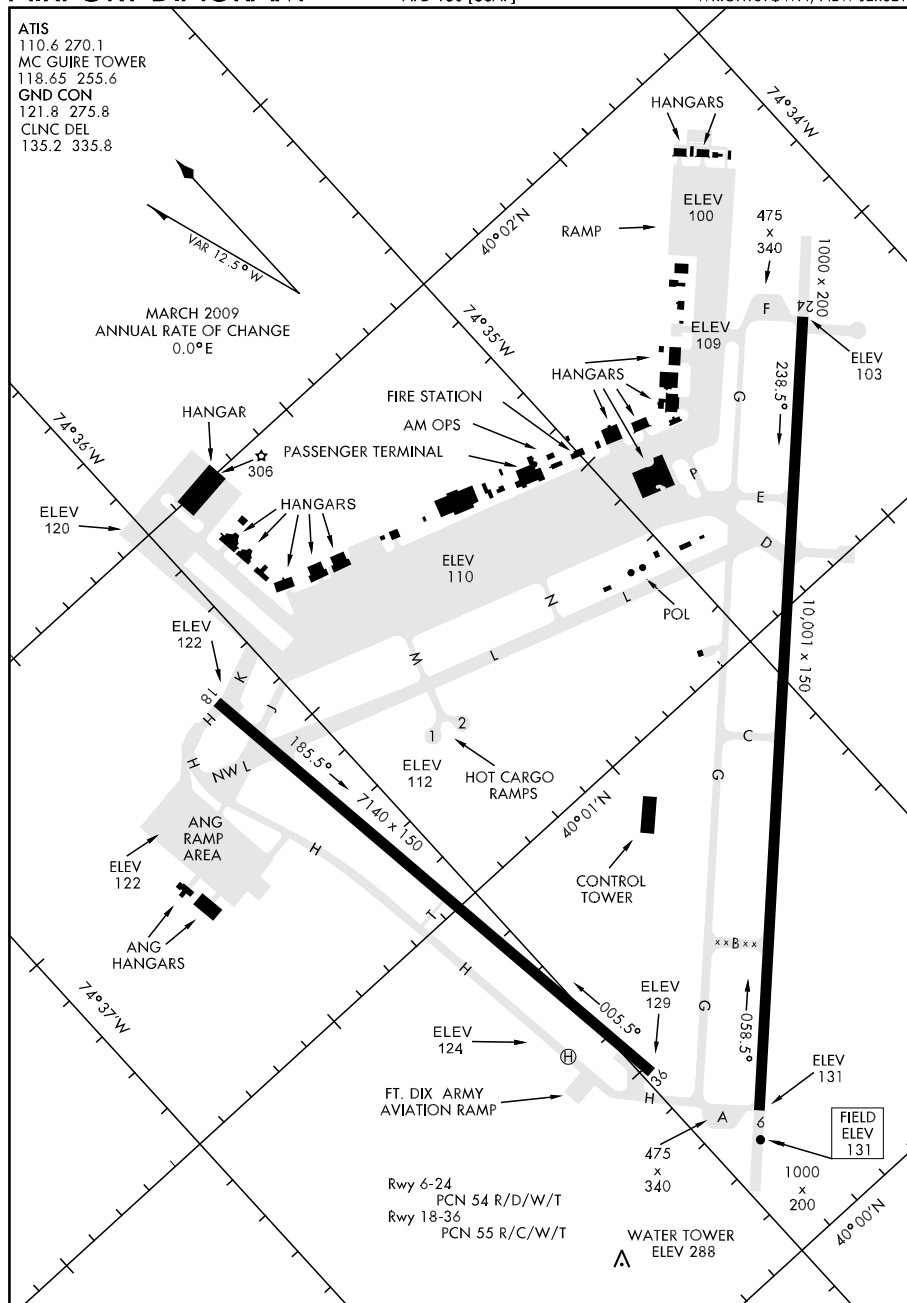 ATIS
110.6 270.1
MC GUIRE TOWER
118.65 255.6
GND CON
121.8 275.8
CLNC DEL
135.2 335.8
VAR 12.5° W
MARCH 2009
ANNUAL RATE OF CHANGE
0.0° E
HANGARS
74°34'W
40°02'N
RAMP
ELEV
100
475
x
340
1000 x 200
F
24
ELEV
103
ELEV
109
74°35'W
238.5°
G
HANGARS
FIRE STATION
AM OPS
PASSENGER TERMINAL
HANGAR
306
74°36'W
HANGARS
P
E
D
ELEV
120
ELEV
110
POL
N
L
10,001 x 150
ELEV
122
M
L
K
J
18
H
H
185.5°
1
2
ELEV
112
HOT CARGO
RAMPS
C
G
NW L
7140 x 150
40°01'N
ANG
RAMP
AREA
ELEV
122
H
CONTROL
TOWER
ANG
HANGARS
T
x x B x x
H
74°37'W
ELEV
129
005.5°
G
058.5°
ELEV
124
H
ELEV
131
FT. DIX ARMY
AVIATION RAMP
36
H
A
6
FIELD
ELEV
131
475
x
340
1000
x
200
Rwy 6-24
PCN 54 R/D/W/T
Rwy 18-36
PCN 55 R/C/W/T
WATER TOWER
ELEV 288
40°00'N